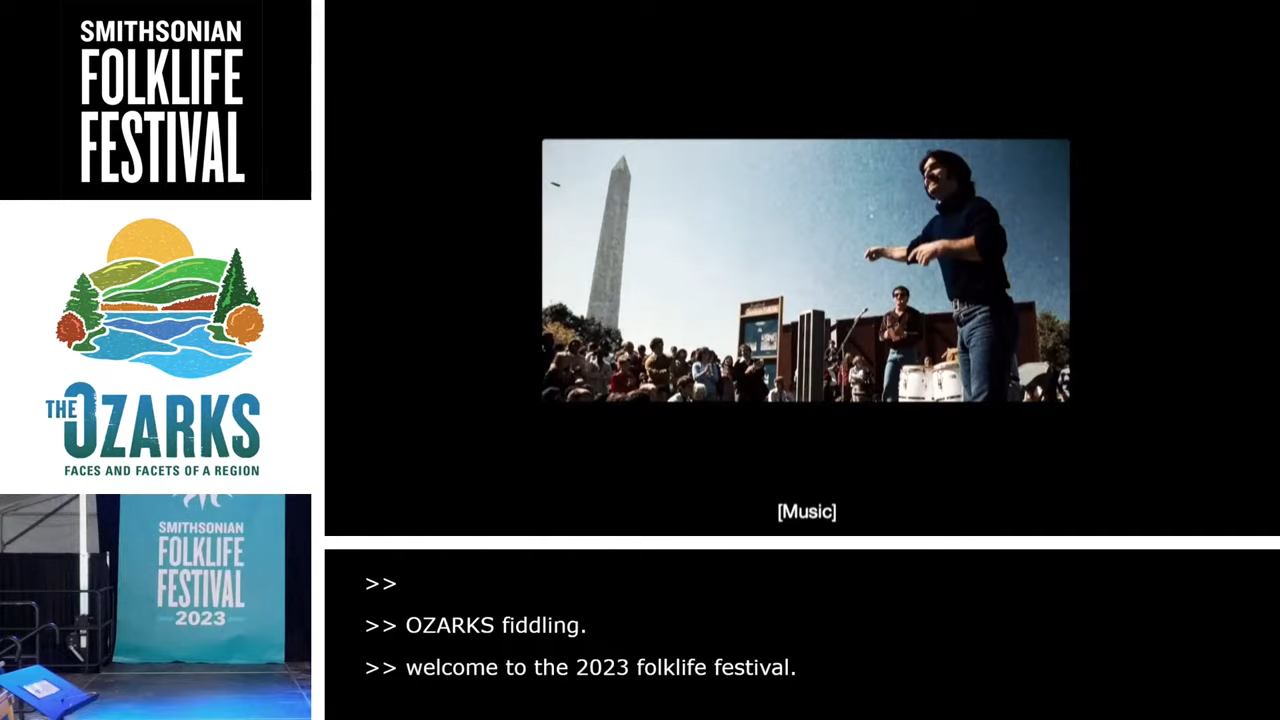 SMITHSONIAN
FOLKLIFE
FESTIVAL
THE OZARKS
FACES AND FACETS OF A REGION
SMITHSONIAN
FOLKLIFE
FESTIVAL
2023
[Music]
>>
>> OZARKS fiddling.
>> welcome to the 2023 folklife festival.